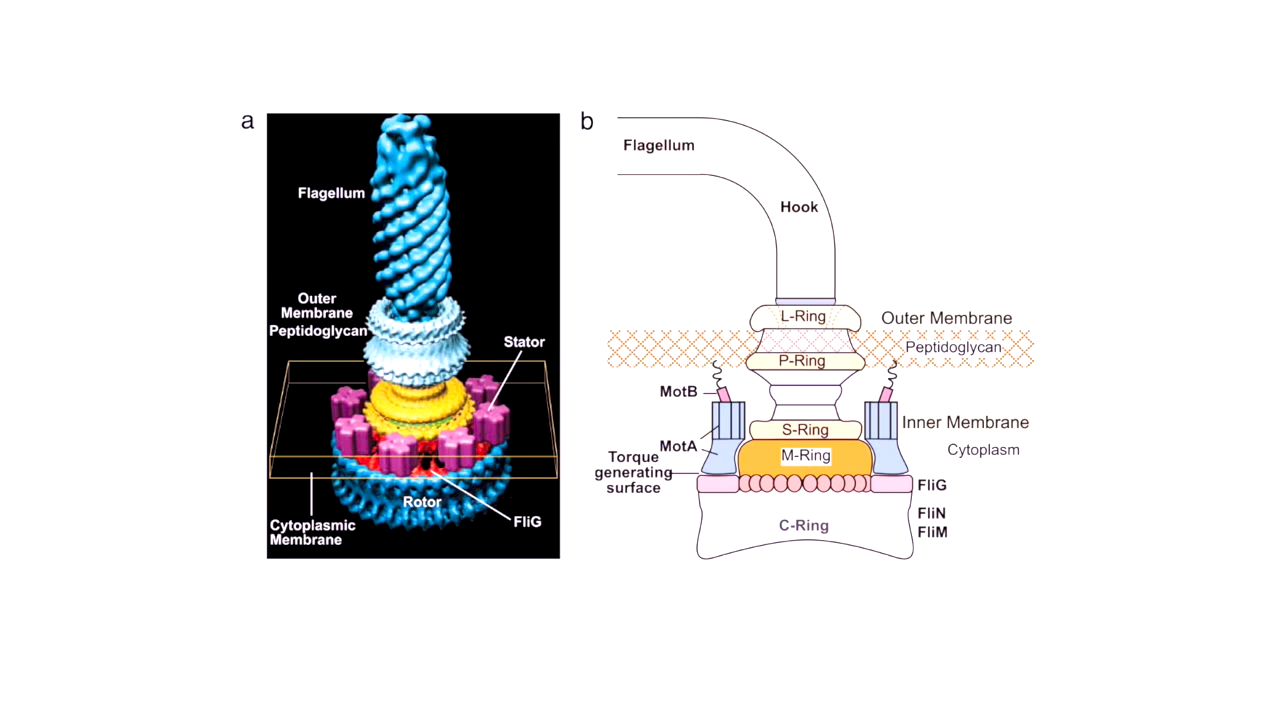 a
Flagellum
Outer
Membrane
Peptidoglycan
Stator
Rotor
FliG
Cytoplasmic
Membrane
b
Flagellum
Hook
L-Ring
Outer Membrane
Peptidoglycan
P-Ring
MotB
Inner Membrane
S-Ring
MotA
Cytoplasm
M-Ring
Torque
generating
surface
FliG
FliN
C-Ring
FliM